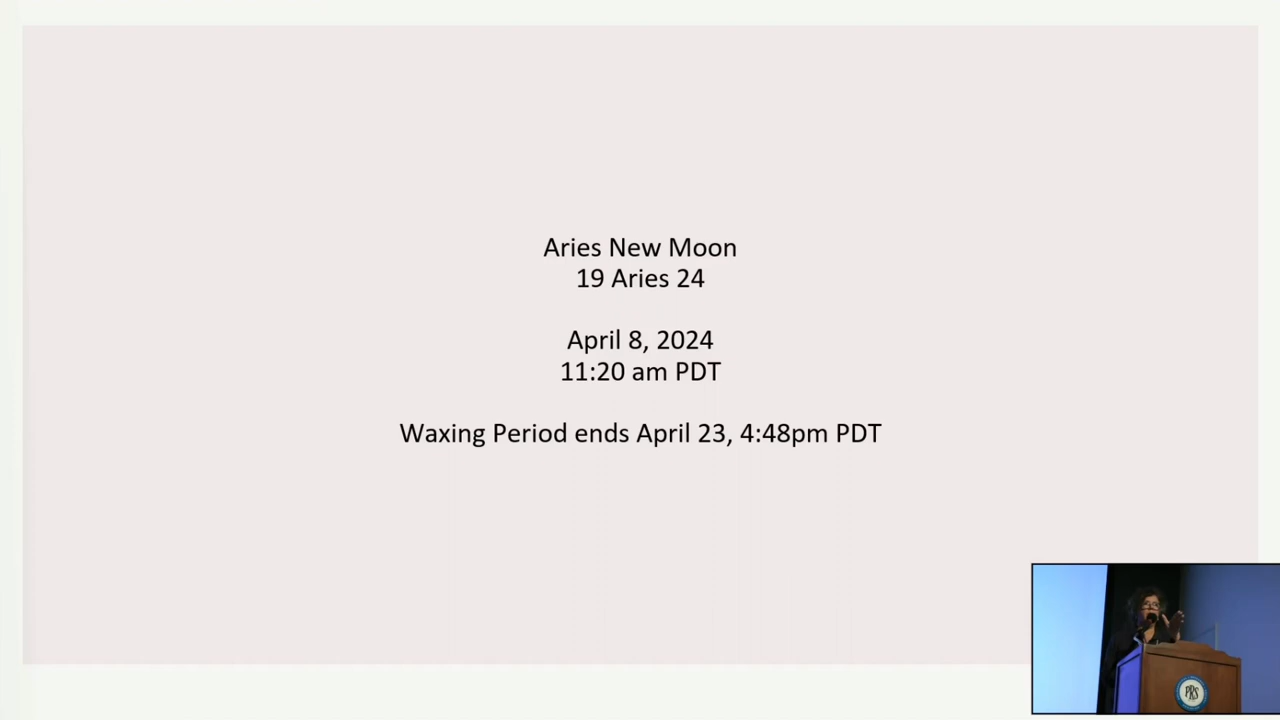 Aries New Moon
19 Aries 24
April 8, 2024
11:20 am PDT
Waxing Period ends April 23, 4:48pm PDT
PRS